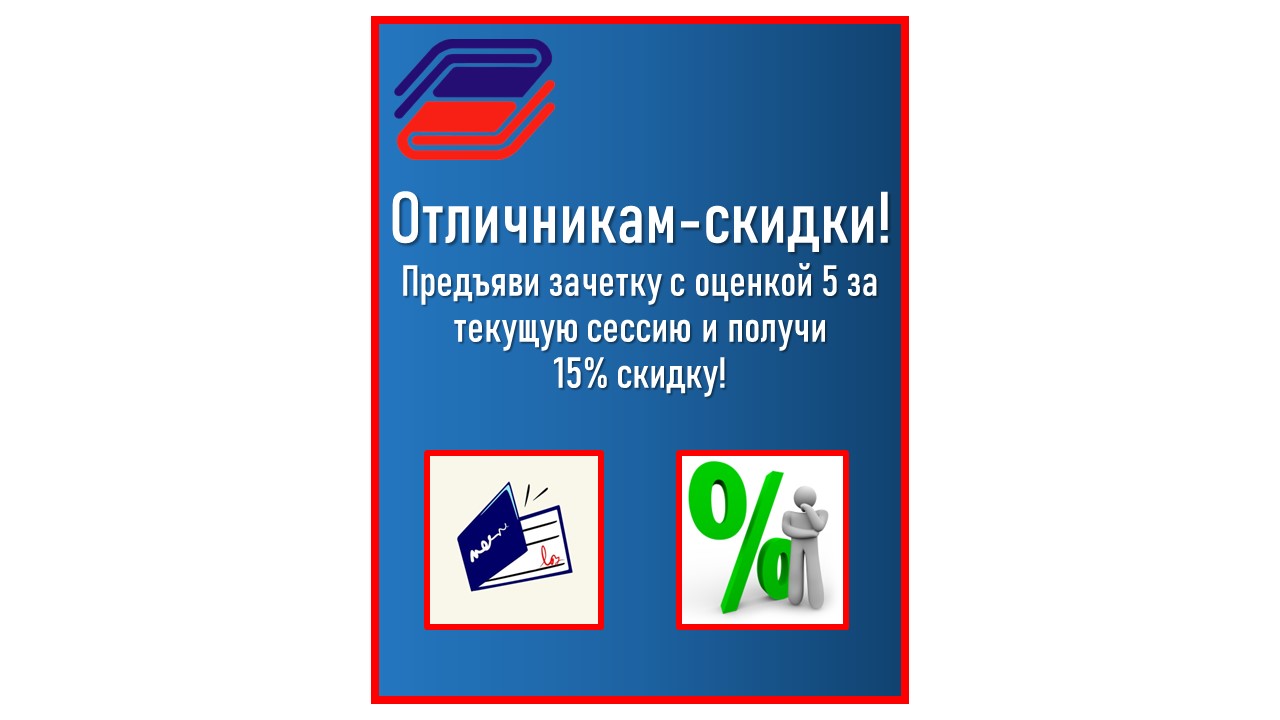 Отличникам-скидки!
Предъяви зачетку с оценкой 5 за
текущую сессию и получи
15% скидку!
%